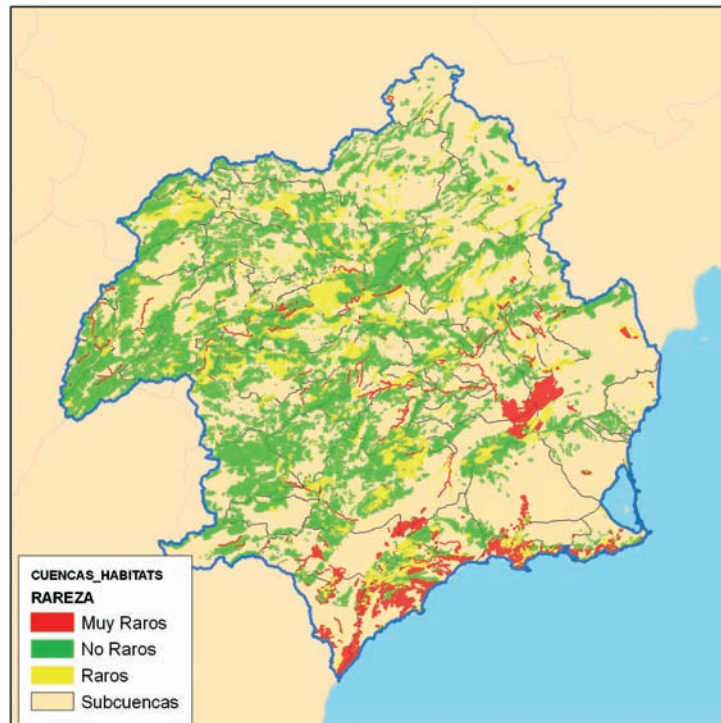 CUENCAS_HABITATS
RAREZA
Muy Raros
No Raros
Raros
Subcuencas